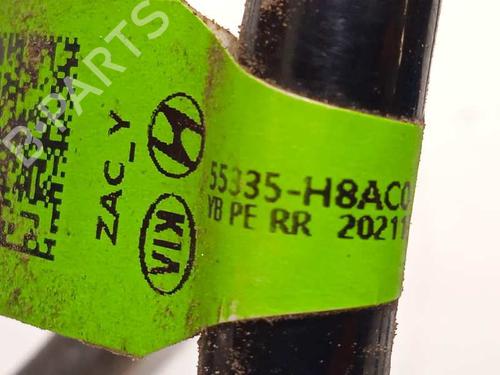 B-PARTS
ZAC_Y
KIA
55335-H8AC0
YB PE RR 20211